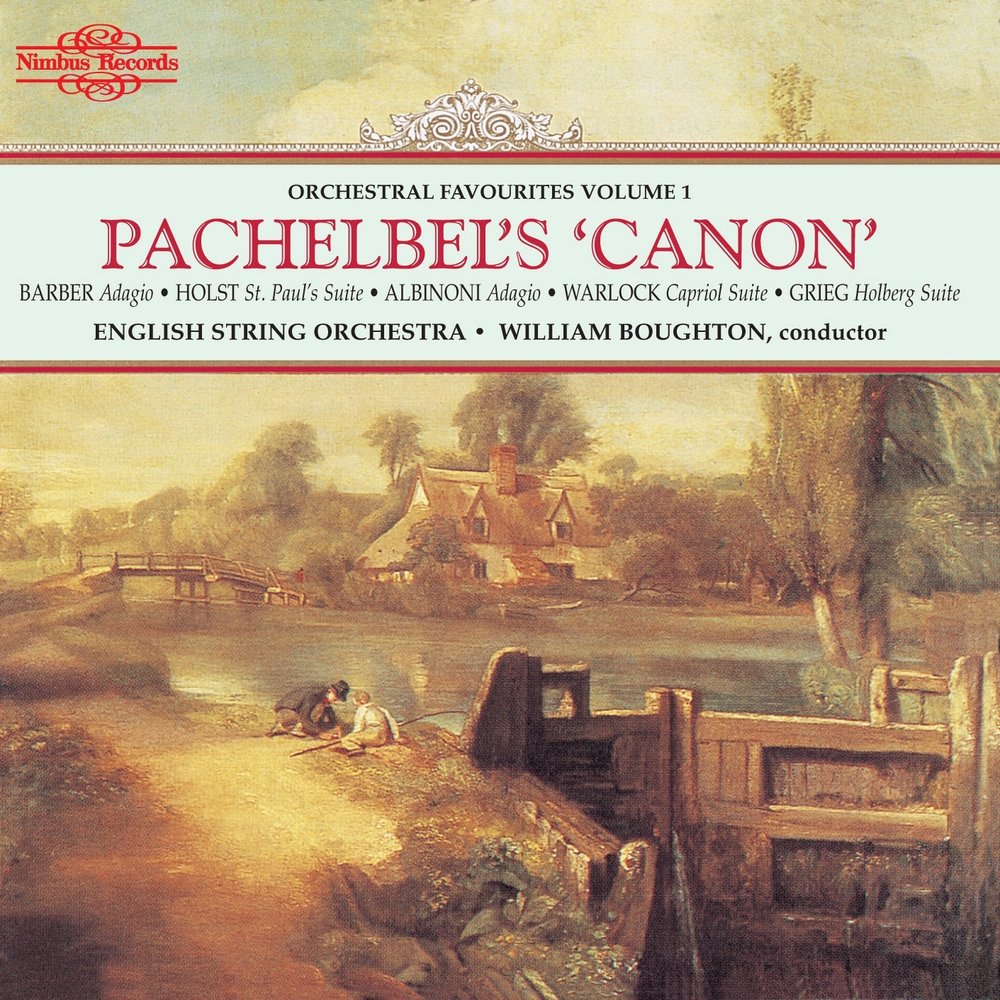 Nimbus Records
ORCHESTRAL FAVOURITES VOLUME 1
PACHELBEL'S ‘CANON’
BARBER Adagio • HOLST St. Paul's Suite • ALBINONI Adagio • WARLOCK Capriol Suite • GRIEG Holberg Suite
ENGLISH STRING ORCHESTRA • WILLIAM BOUGHTON, conductor